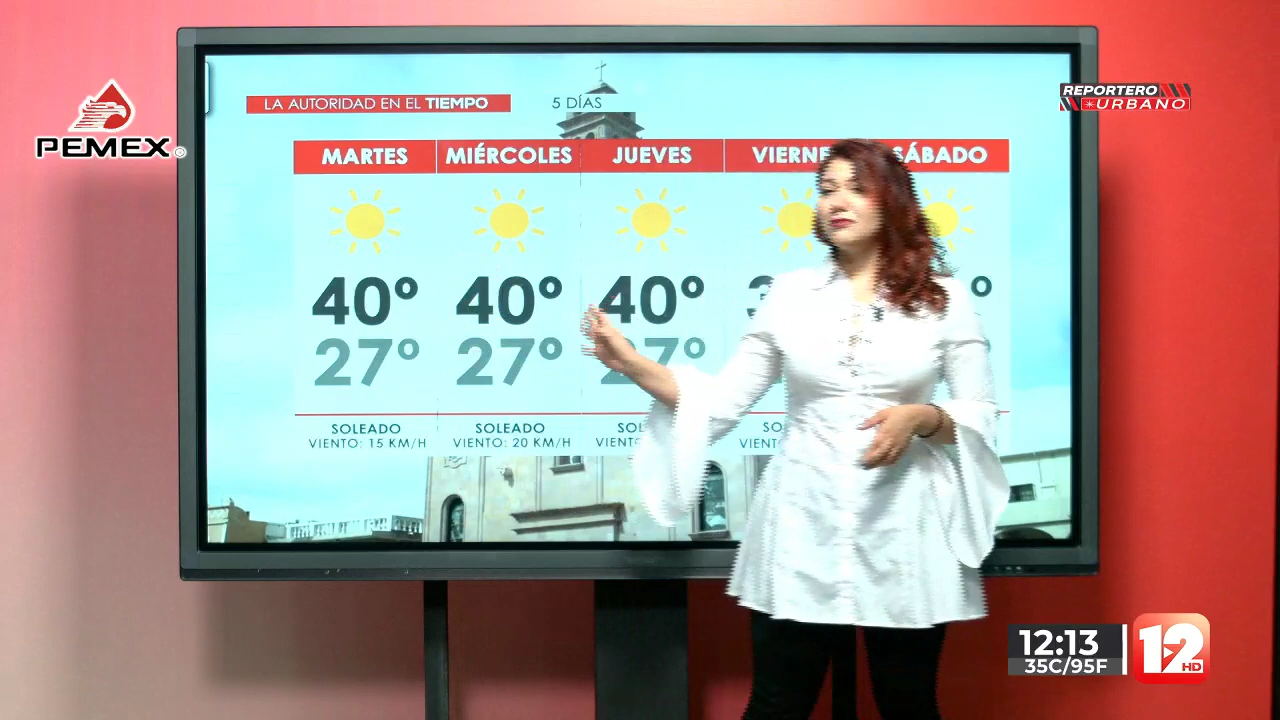 PEMEX
LA AUTORIDAD EN EL TIEMPO
5 DÍAS
REPORTERO
URBANO
MARTES MIÉRCOLES JUEVES SÁBADO
40° 40° 40°
27° 27°
SOLEADO SOLEADO
VIENTO: 15 KM/H VIENTO: 20 KM/H
12:13
35C/95F
12 HD